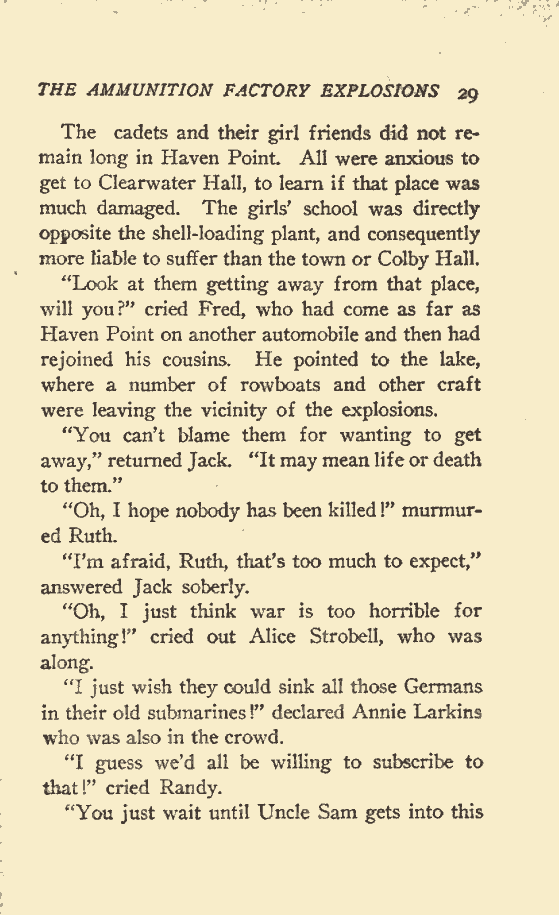 THE AMMUNITION FACTORY EXPLOSIONS 29
The cadets and their girl friends did not re-
main long in Haven Point. All were anxious to
get to Clearwater Hall, to learn if that place was
much damaged. The girls' school was directly
opposite the shell-loading plant, and consequently
more liable to suffer than the town or Colby Hall.
"Look at them getting away from that place,
will you?" cried Fred, who had come as far as
Haven Point on another automobile and then had
rejoined his cousins. He pointed to the lake,
where a number of rowboats and other craft
were leaving the vicinity of the explosions.
"You can't blame them for wanting to get
away," returned Jack. "It may mean life or death
to them."
"Oh, I hope nobody has been killed!" murmur-
ed Ruth.
"I'm afraid, Ruth, that's too much to expect,"
answered Jack soberly.
"Oh, I just think war is too horrible for
anything!" cried out Alice Strobell, who was
along.
"I just wish they could sink all those Germans
in their old submarines!" declared Annie Larkins
who was also in the crowd.
"I guess we'd all be willing to subscribe to
that!" cried Randy.
"You just wait until Uncle Sam gets into this